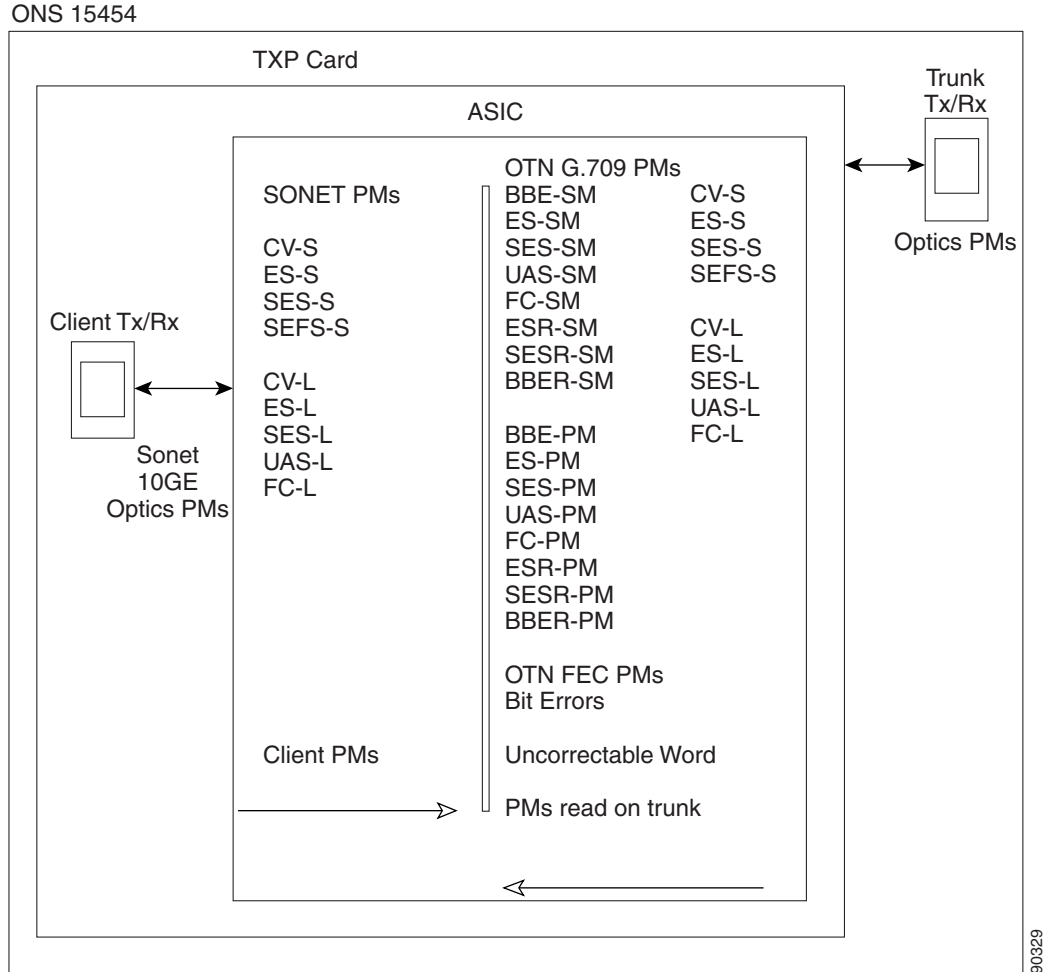 ONS 15454
TXP Card
ASIC
Trunk
Tx/Rx
Optics PMs
Client Tx/Rx
Sonet
10GE
Optics PMs
SONET PMs
CV-S
ES-S
SES-S
SEFS-S
CV-L
ES-L
SES-L
UAS-L
FC-L
Client PMs
OTN G.709 PMs
BBE-SM
ES-SM
SES-SM
UAS-SM
FC-SM
ESR-SM
SESR-SM
BBER-SM
BBE-PM
ES-PM
SES-PM
UAS-PM
FC-PM
ESR-PM
SESR-PM
BBER-PM
OTN FEC PMs
Bit Errors
Uncorrectable Word
PMs read on trunk
CV-S
ES-S
SES-S
SEFS-S
CV-L
ES-L
SES-L
UAS-L
FC-L
90329